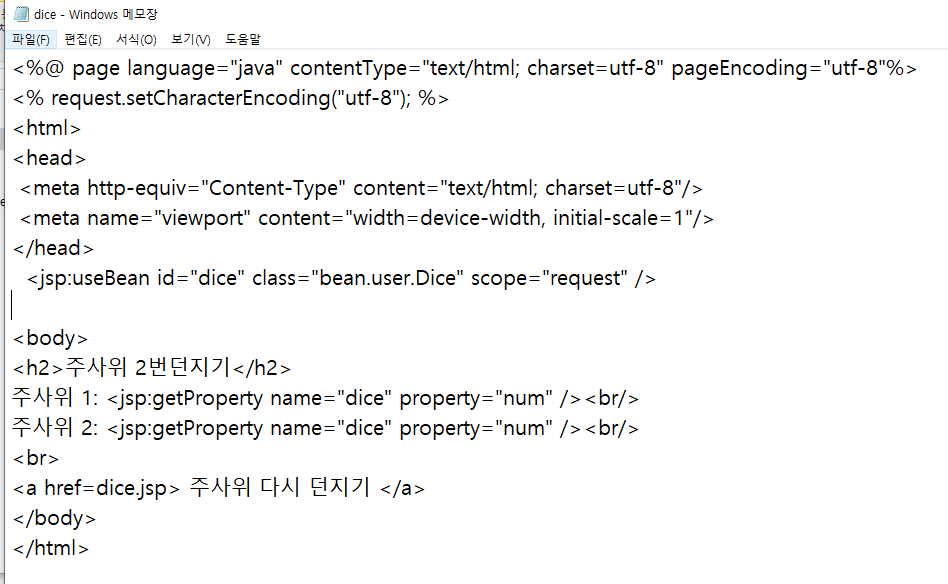 dice - Windows 메모장
파일(F) 편집(E) 서식(O) 보기(V) 도움말
<%@ page language="java" contentType="text/html; charset=utf-8" pageEncoding="utf-8"%>
<% request.setCharacterEncoding("utf-8"); %>
<html>
<head>
<meta http-equiv="Content-Type" content="text/html; charset=utf-8"/>
<meta name="viewport" content="width=device-width, initial-scale=1"/>
</head>
<jsp:useBean id="dice" class="bean.user.Dice" scope="request" />
<body>
<h2>주사위 2번던지기</h2>
주사위 1: <jsp:getProperty name="dice" property="num" /><br/>
주사위 2: <jsp:getProperty name="dice" property="num" /><br/>
<br>
<a href=dice.jsp> 주사위 다시 던지기 </a>
</body>
</html>